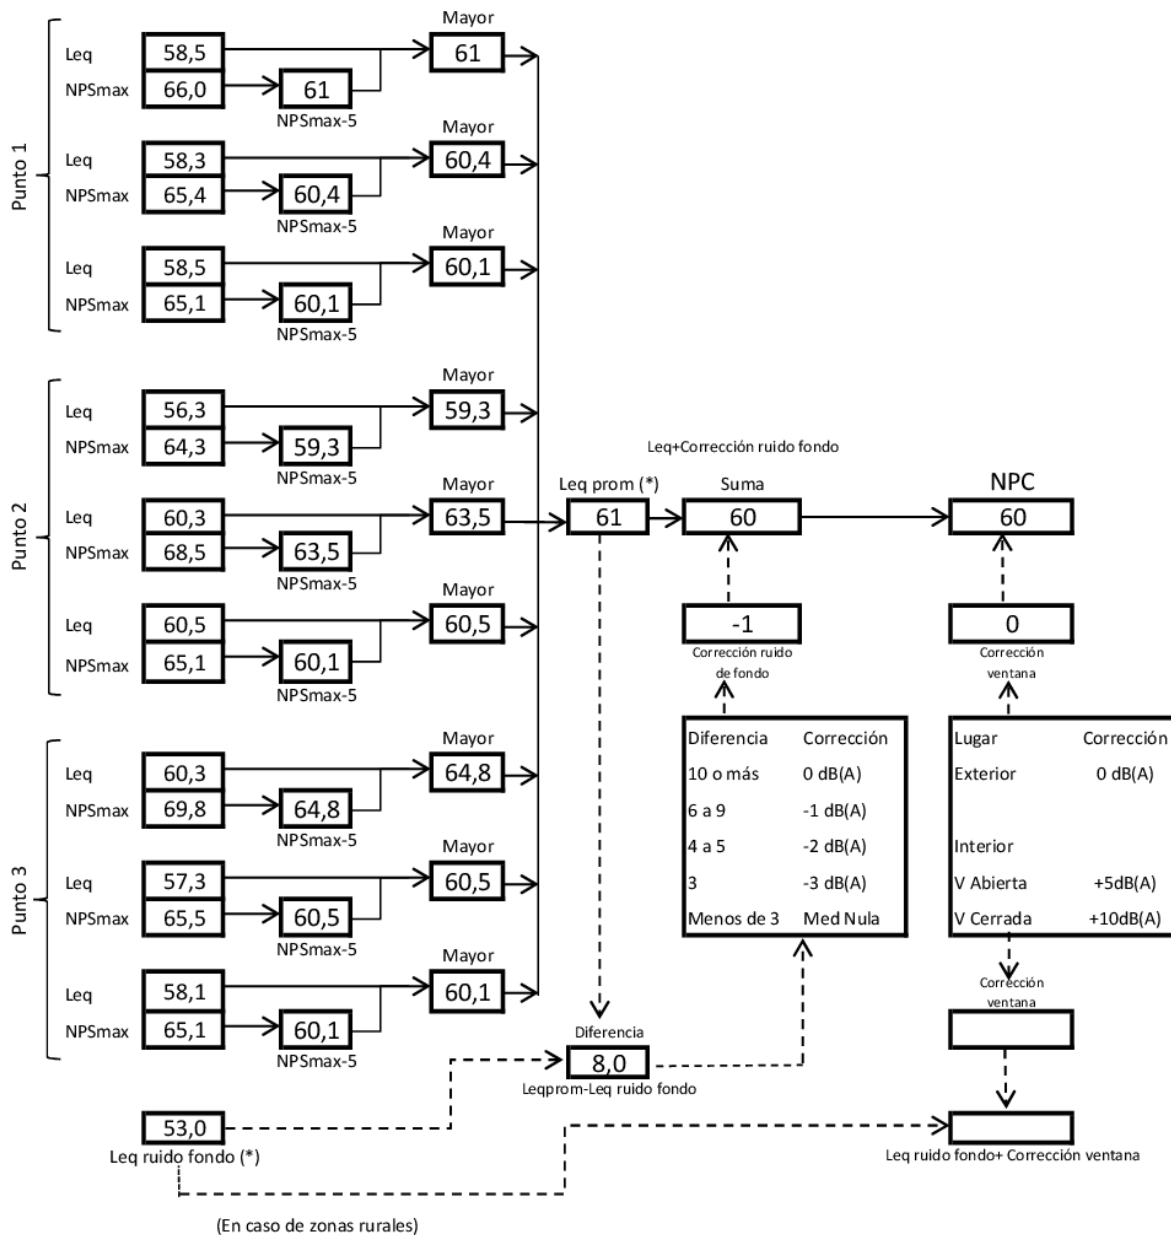 Punto 1
Mayor
Leq 58,5 61
NPSmax 66,0 61
NPSmax-5
Mayor
Leq 58,3 60,4
NPSmax 65,4 60,4
NPSmax-5
Mayor
Leq 58,5 60,1
NPSmax 65,1 60,1
NPSmax-5
Punto 2
Mayor
Leq 56,3 59,3
NPSmax 64,3 59,3
NPSmax-5
Mayor
Leq 60,3 63,5
NPSmax 68,5 63,5
NPSmax-5
Mayor
Leq 60,5 60,5
NPSmax 65,1 60,1
NPSmax-5
Punto 3
Mayor
Leq 60,3 64,8
NPSmax 69,8 64,8
NPSmax-5
Mayor
Leq 57,3 60,5
NPSmax 65,5 60,5
NPSmax-5
Mayor
Leq 58,1 60,1
NPSmax 65,1 60,1
NPSmax-5
53,0
Leq ruido fondo (*)
(En caso de zonas rurales)
Leq+Corrección ruido fondo
Leq prom (*) Suma NPC
61 60 60
-1
Corrección ruido
de fondo
0
Corrección
ventana
Diferencia Corrección
10 o más 0 dB(A)
6 a 9 -1 dB(A)
4 a 5 -2 dB(A)
3 -3 dB(A)
Menos de 3 Med Nula
Lugar Corrección
Exterior 0 dB(A)
Interior
V Abierta +5dB(A)
V Cerrada +10dB(A)
Corrección
ventana
Diferencia
8,0
Leqprom-Leq ruido fondo
Leq ruido fondo+ Corrección ventana